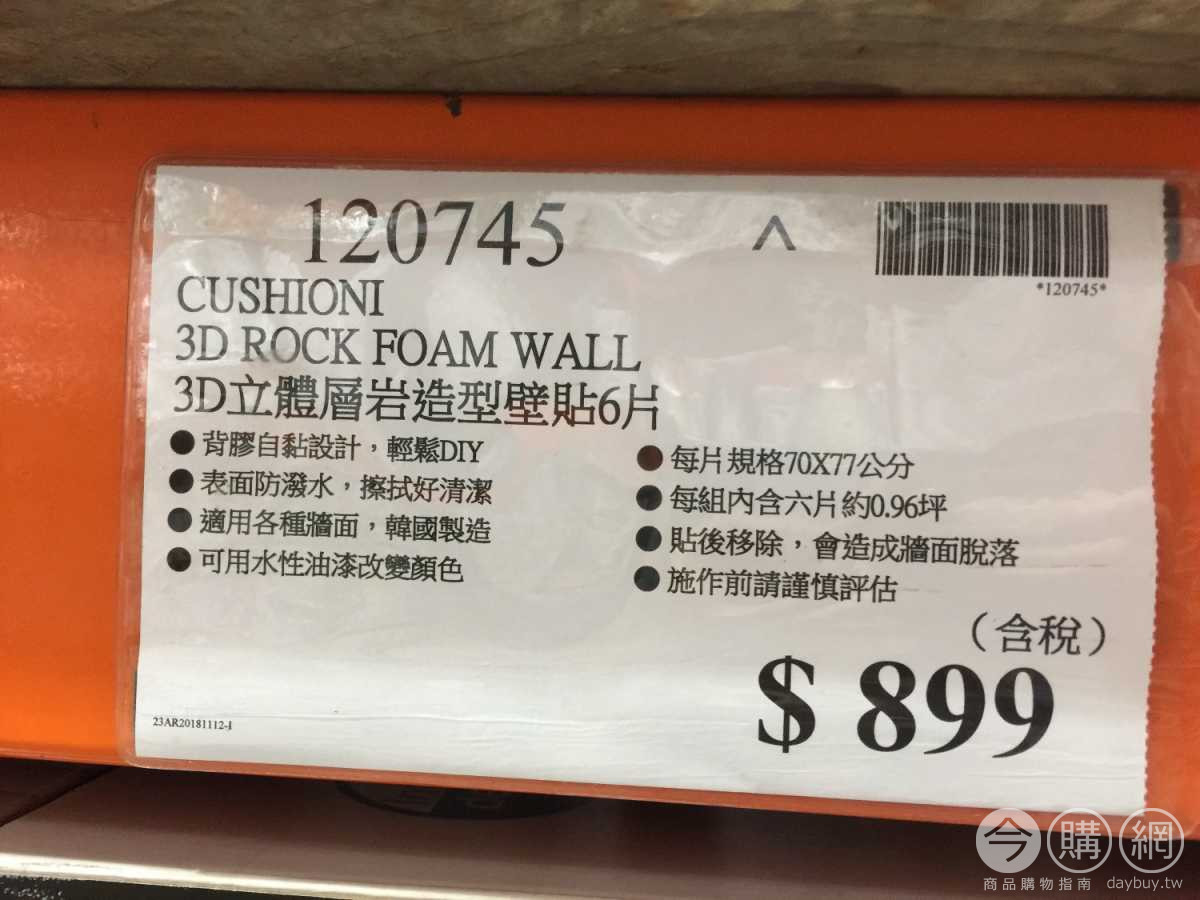 120745
^
*120745*
CUSHIONI
3D ROCK FOAM WALL
3D立體層岩造型壁貼6片
● 背膠自黏設計，輕鬆DIY
● 表面防潑水，擦拭好清潔
● 適用各種牆面，韓國製造
● 可用水性油漆改變顏色
● 每片規格70X77公分
● 每組內含六片約0.96坪
● 貼後移除，會造成牆面脫落
● 施作前請謹慎評估
（含稅）
$ 899
23AR20181112-I
今購網
商品購物指南 daybuy.tw